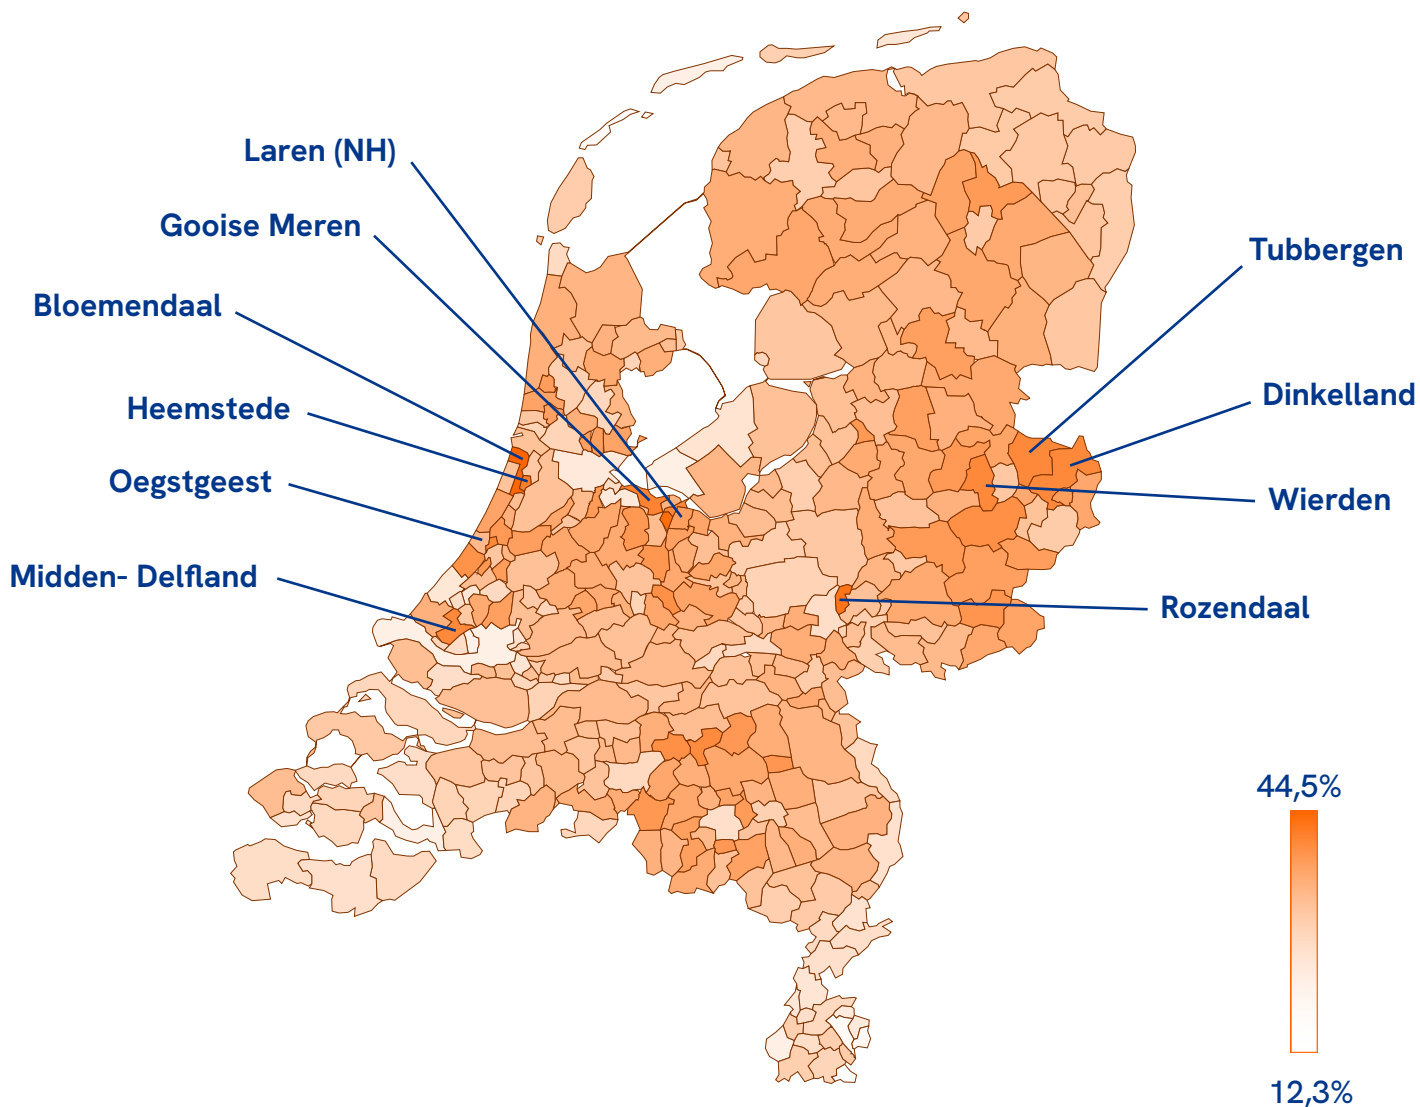 Laren (NH)
Gooise Meren
Bloemendaal
Heemstede
Oegstgeest
Midden- Delfland
Tubbergen
Dinkelland
Wierden
Rozendaal
44,5%
12,3%